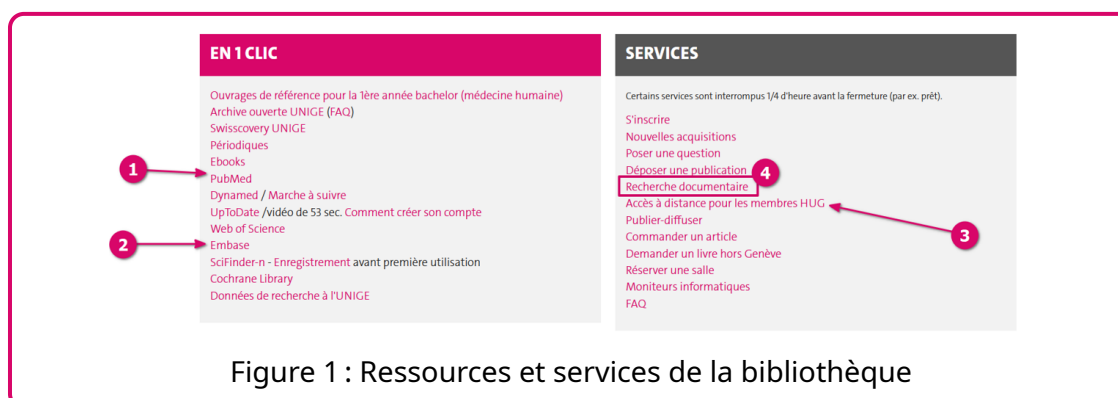 EN 1 CLIC
Ouvrages de référence pour la 1ère année bachelor (médecine humaine)
Archive ouverte UNIGE (FAQ)
Swisscovery UNIGE
Périodiques
Ebooks
1
PubMed
Dynamed / Marche à suivre
UpToDate /vidéo de 53 sec. Comment créer son compte
Web of Science
2
Embase
SciFinder-n - Enregistrement avant première utilisation
Cochrane Library
Données de recherche à l'UNIGE
SERVICES
Certains services sont interrompus 1/4 d'heure avant la fermeture (par ex. prêt).
S'inscrire
Nouvelles acquisitions
Poser une question
Déposer une publication
4
Recherche documentaire
Accès à distance pour les membres HUG
3
Publier-diffuser
Commander un article
Demander un livre hors Genève
Réserver une salle
Moniteurs informatiques
FAQ
Figure 1 : Ressources et services de la bibliothèque